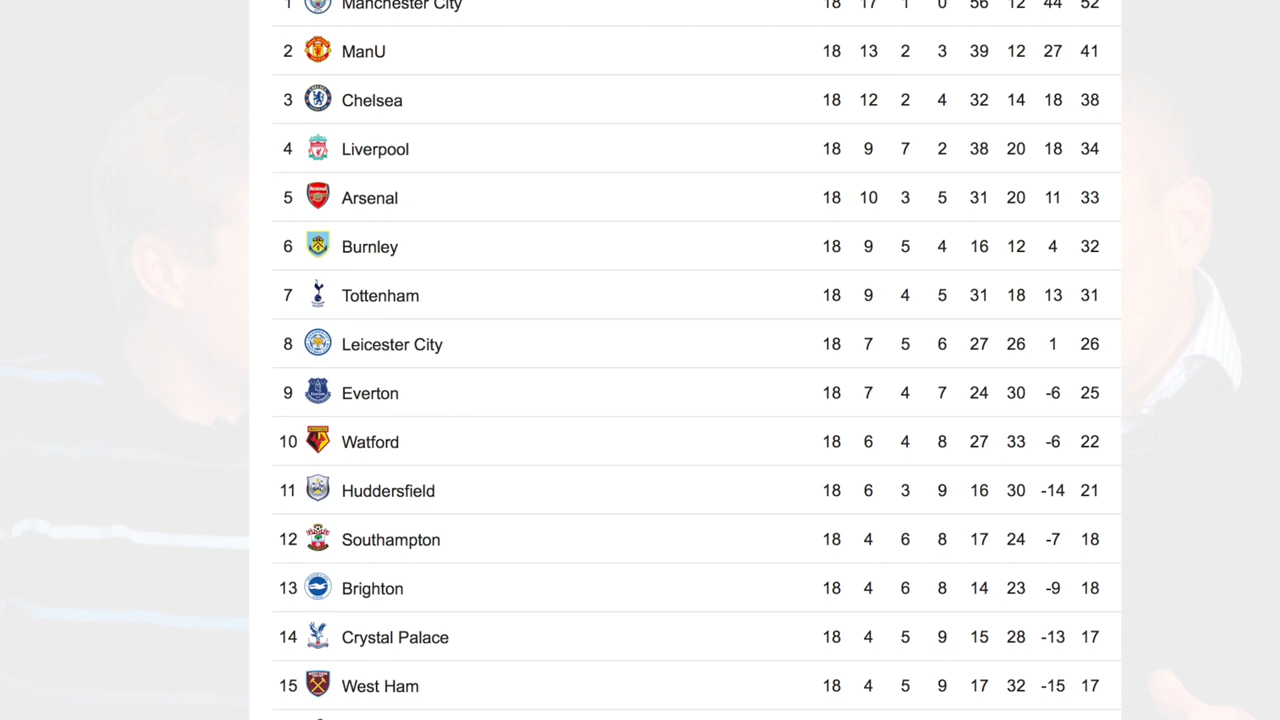 1 Manchester City 18 17 1 0 56 12 44 52
2 ManU 18 13 2 3 39 12 27 41
3 Chelsea 18 12 2 4 32 14 18 38
4 Liverpool 18 9 7 2 38 20 18 34
5 Arsenal 18 10 3 5 31 20 11 33
6 Burnley 18 9 5 4 16 12 4 32
7 Tottenham 18 9 4 5 31 18 13 31
8 Leicester City 18 7 5 6 27 26 1 26
9 Everton 18 7 4 7 24 30 -6 25
10 Watford 18 6 4 8 27 33 -6 22
11 Huddersfield 18 6 3 9 16 30 -14 21
12 Southampton 18 4 6 8 17 24 -7 18
13 Brighton 18 4 6 8 14 23 -9 18
14 Crystal Palace 18 4 5 9 15 28 -13 17
15 West Ham 18 4 5 9 17 32 -15 17